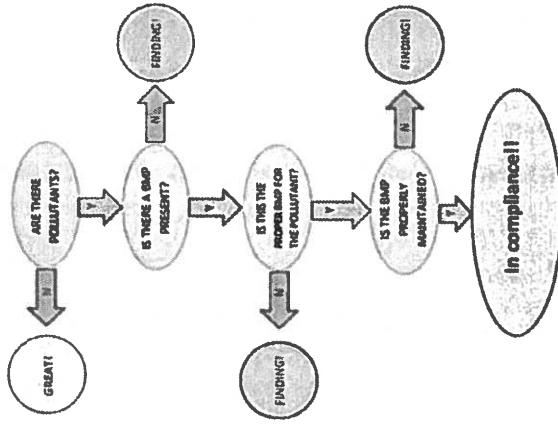 ARE THERE
POLLUTANTS?
N
GREAT!
Y
IS THERE A BMP
PRESENT?
N
FINDING!
Y
IS THIS THE
PROPER BMP FOR
THE POLLUTANT?
N
FINDING!
Y
IS THE BMP
PROPERLY
MAINTAINED?
N
FINDING!
Y
In compliance!!